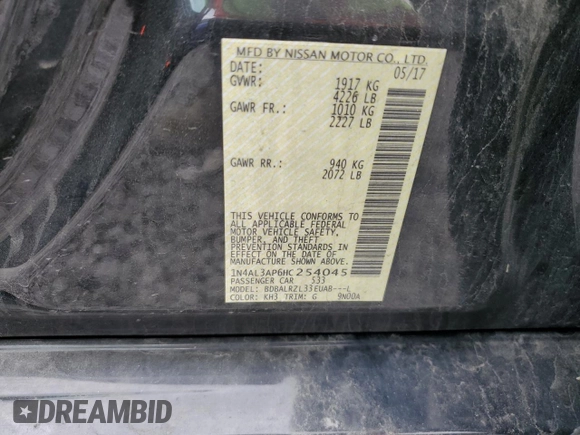 MFD BY NISSAN MOTOR CO., LTD.
DATE: 05/17
GVWR: 1917 KG
4226 LB
GAWR FR.: 1010 KG
2227 LB
GAWR RR.: 940 KG
2072 LB
THIS VEHICLE CONFORMS TO
ALL APPLICABLE FEDERAL
MOTOR VEHICLE SAFETY,
BUMPER, AND THEFT
PREVENTION STANDARDS
IN EFFECT ON THE DATE OF
MANUFACTURE SHOWN ABOVE.
1N4AL3AP6HC254045
PASSENGER CAR 533
MODEL: BDBALRZL33EUAB---L
COLOR: KH3 TRIM: G 9N00A
DREAMBID